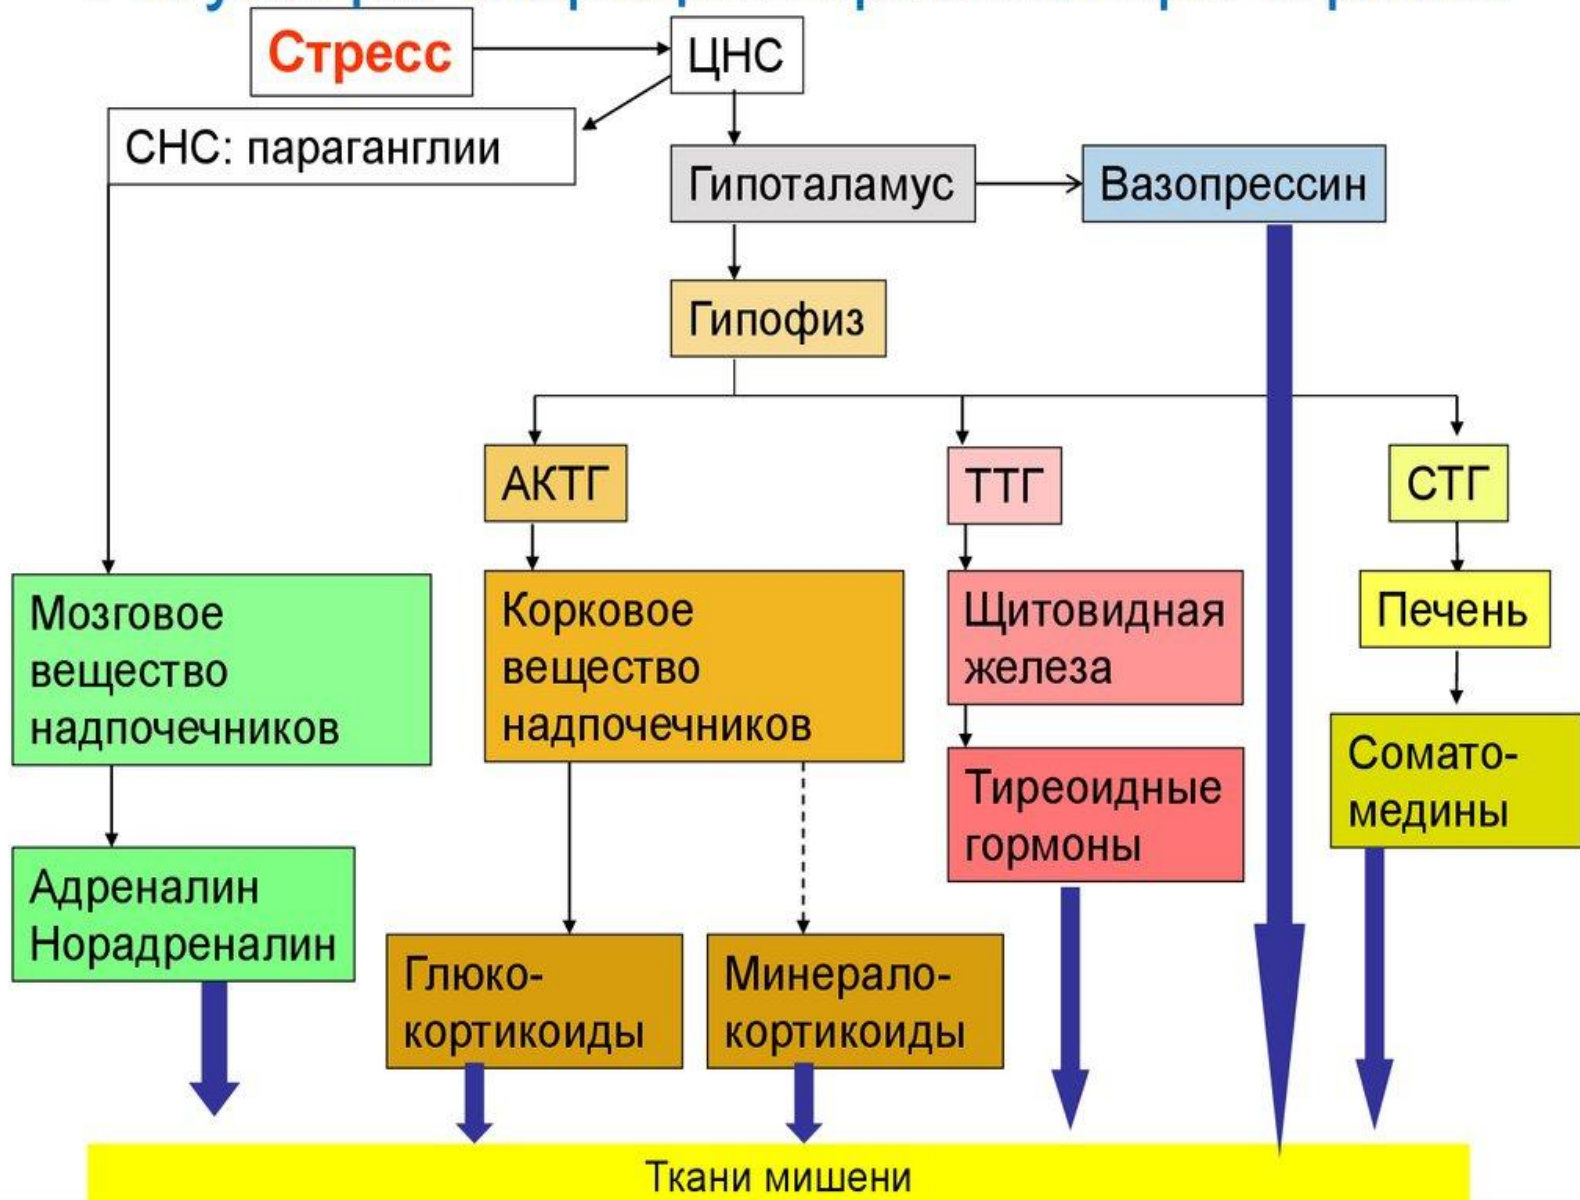 Стресс
ЦНС
СНС: параганглии
Гипоталамус
Вазопрессин
Гипофиз
АКТГ
ТТГ
СТГ
Мозговое
вещество
надпочечников
Корковое
вещество
надпочечников
Щитовидная
железа
Печень
Тиреоидные
гормоны
Сомато-
медины
Адреналин
Норадреналин
Глюко-
кортикоиды
Минерало-
кортикоиды
Ткани мишени